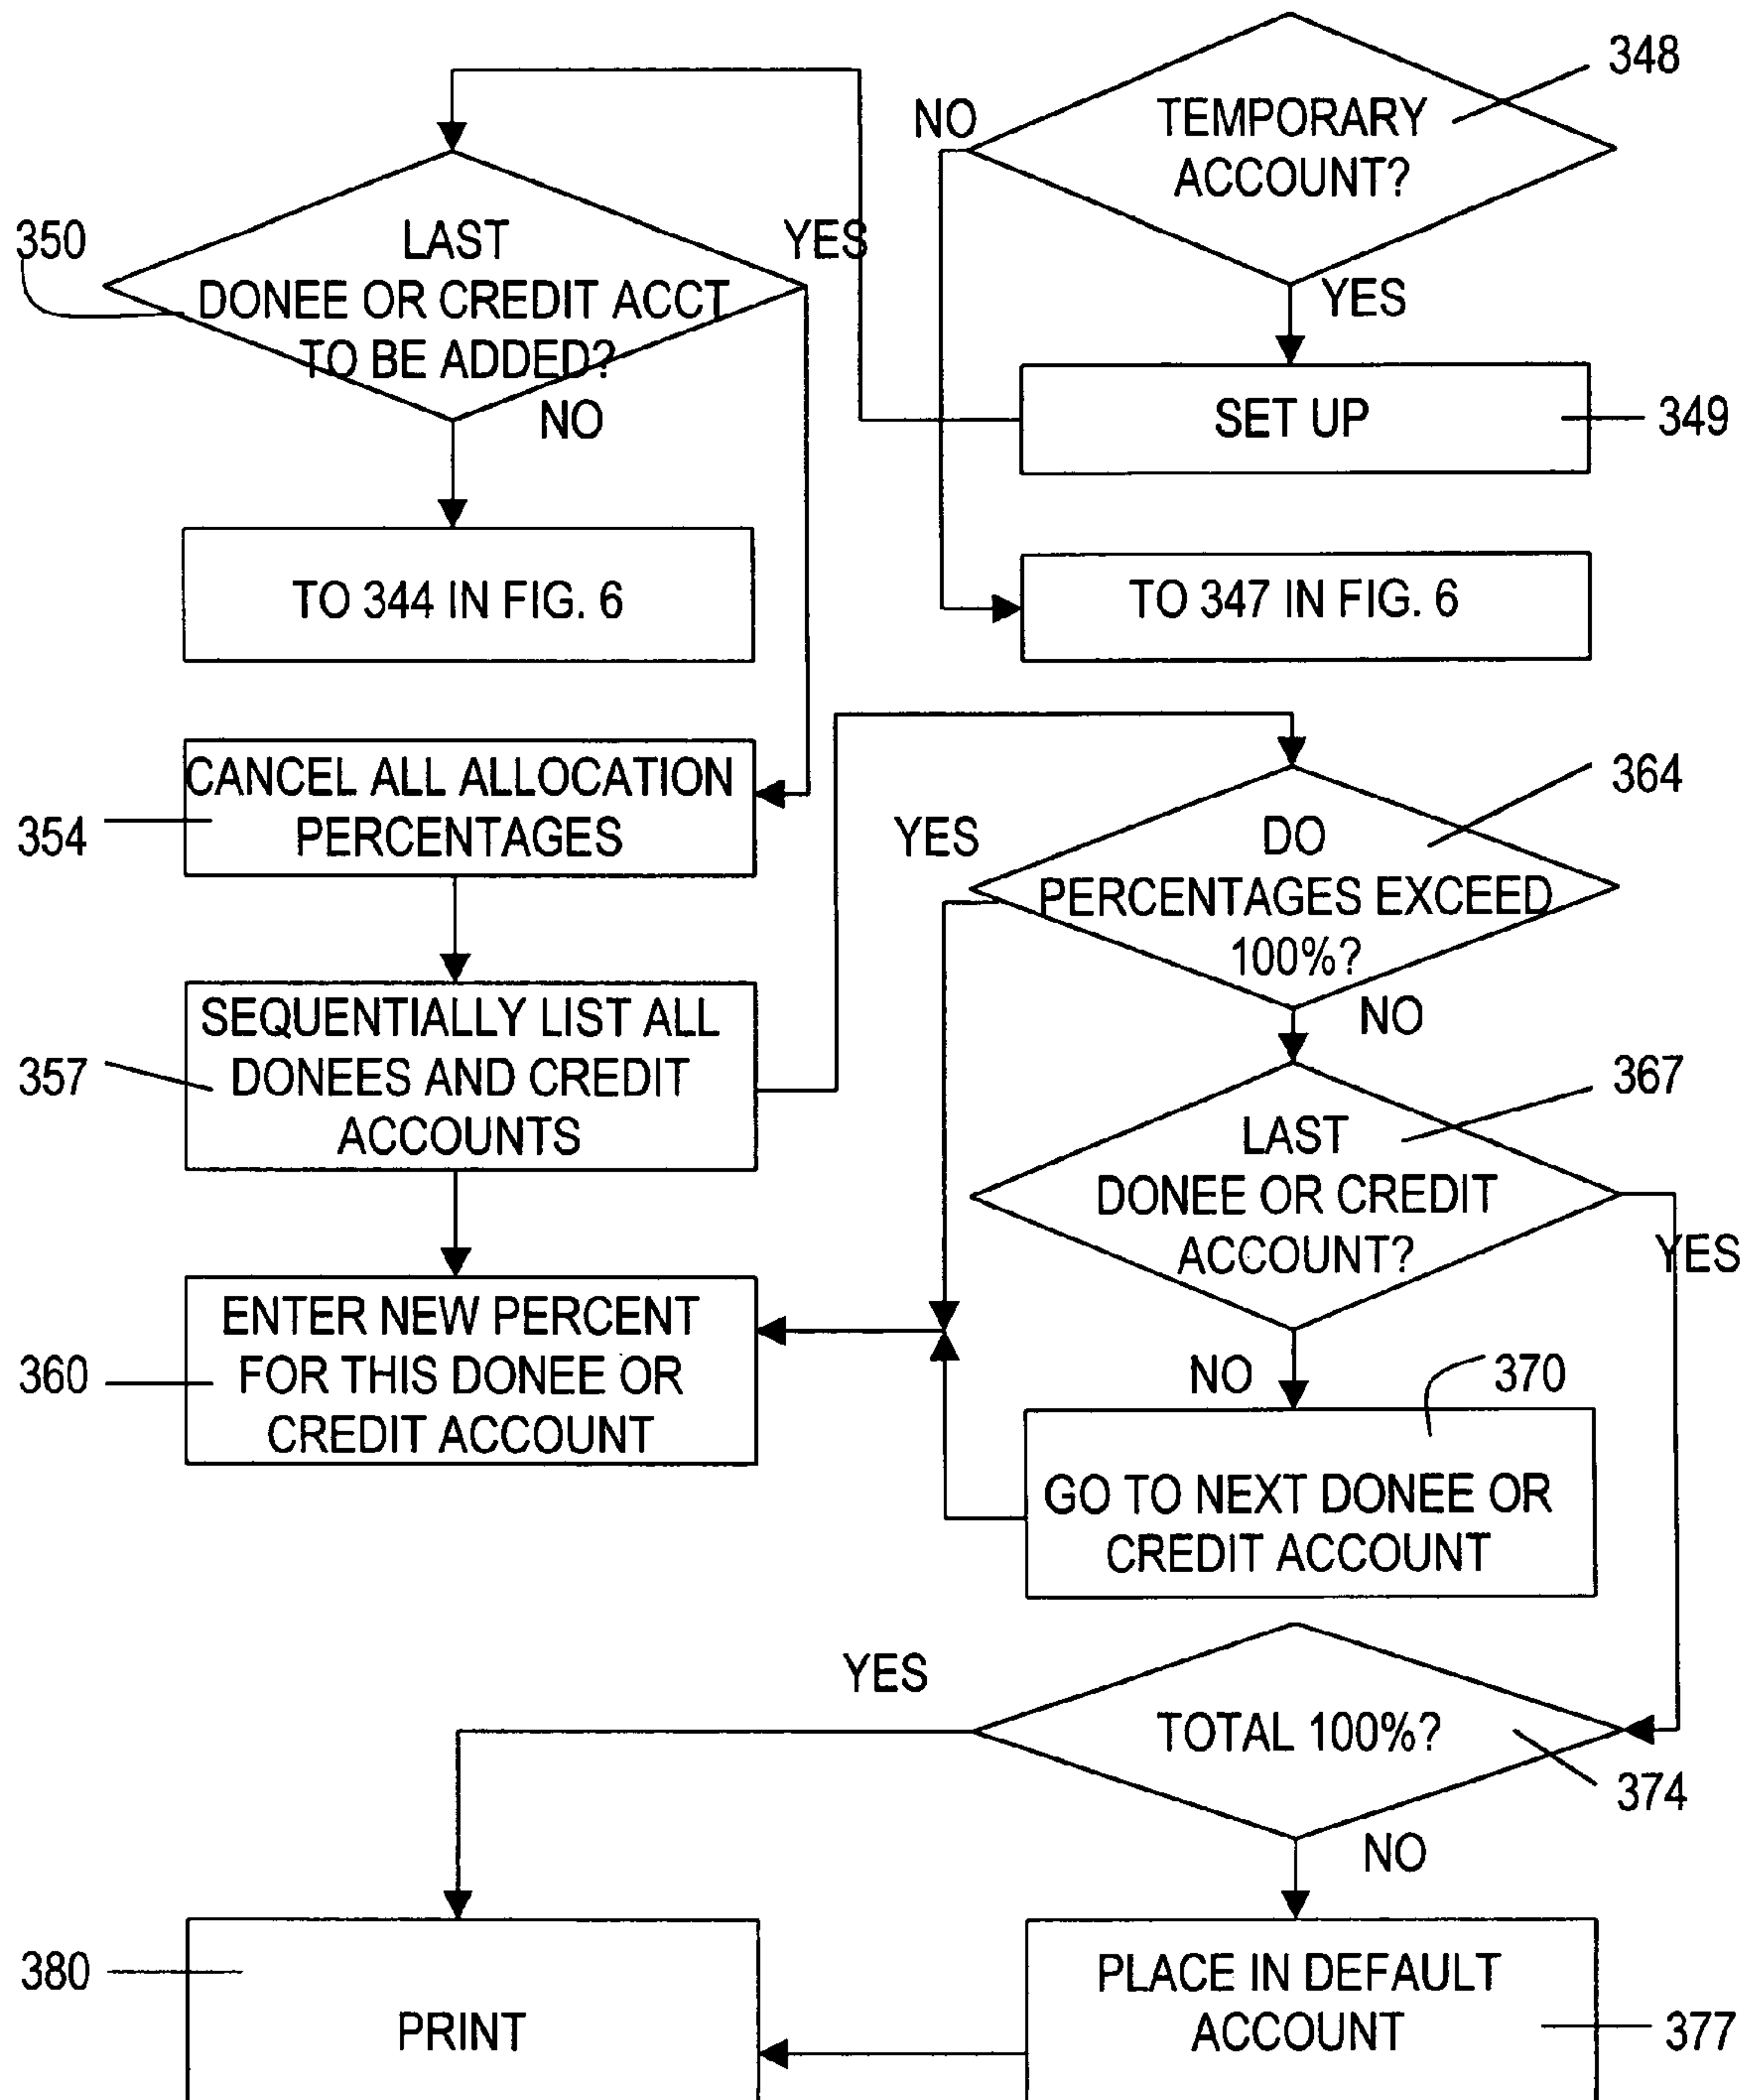 348
NO
TEMPORARY
ACCOUNT?
350
LAST
DONEE OR CREDIT ACCT
TO BE ADDED?
YES
YES
NO
SET UP
349
TO 344 IN FIG. 6
TO 347 IN FIG. 6
354
CANCEL ALL ALLOCATION
PERCENTAGES
364
YES
DO
PERCENTAGES EXCEED
100%?
NO
357
SEQUENTIALLY LIST ALL
DONEES AND CREDIT
ACCOUNTS
367
LAST
DONEE OR CREDIT
ACCOUNT?
YES
NO
360
ENTER NEW PERCENT
FOR THIS DONEE OR
CREDIT ACCOUNT
370
GO TO NEXT DONEE OR
CREDIT ACCOUNT
YES
TOTAL 100%?
374
NO
380
PRINT
PLACE IN DEFAULT
ACCOUNT
377